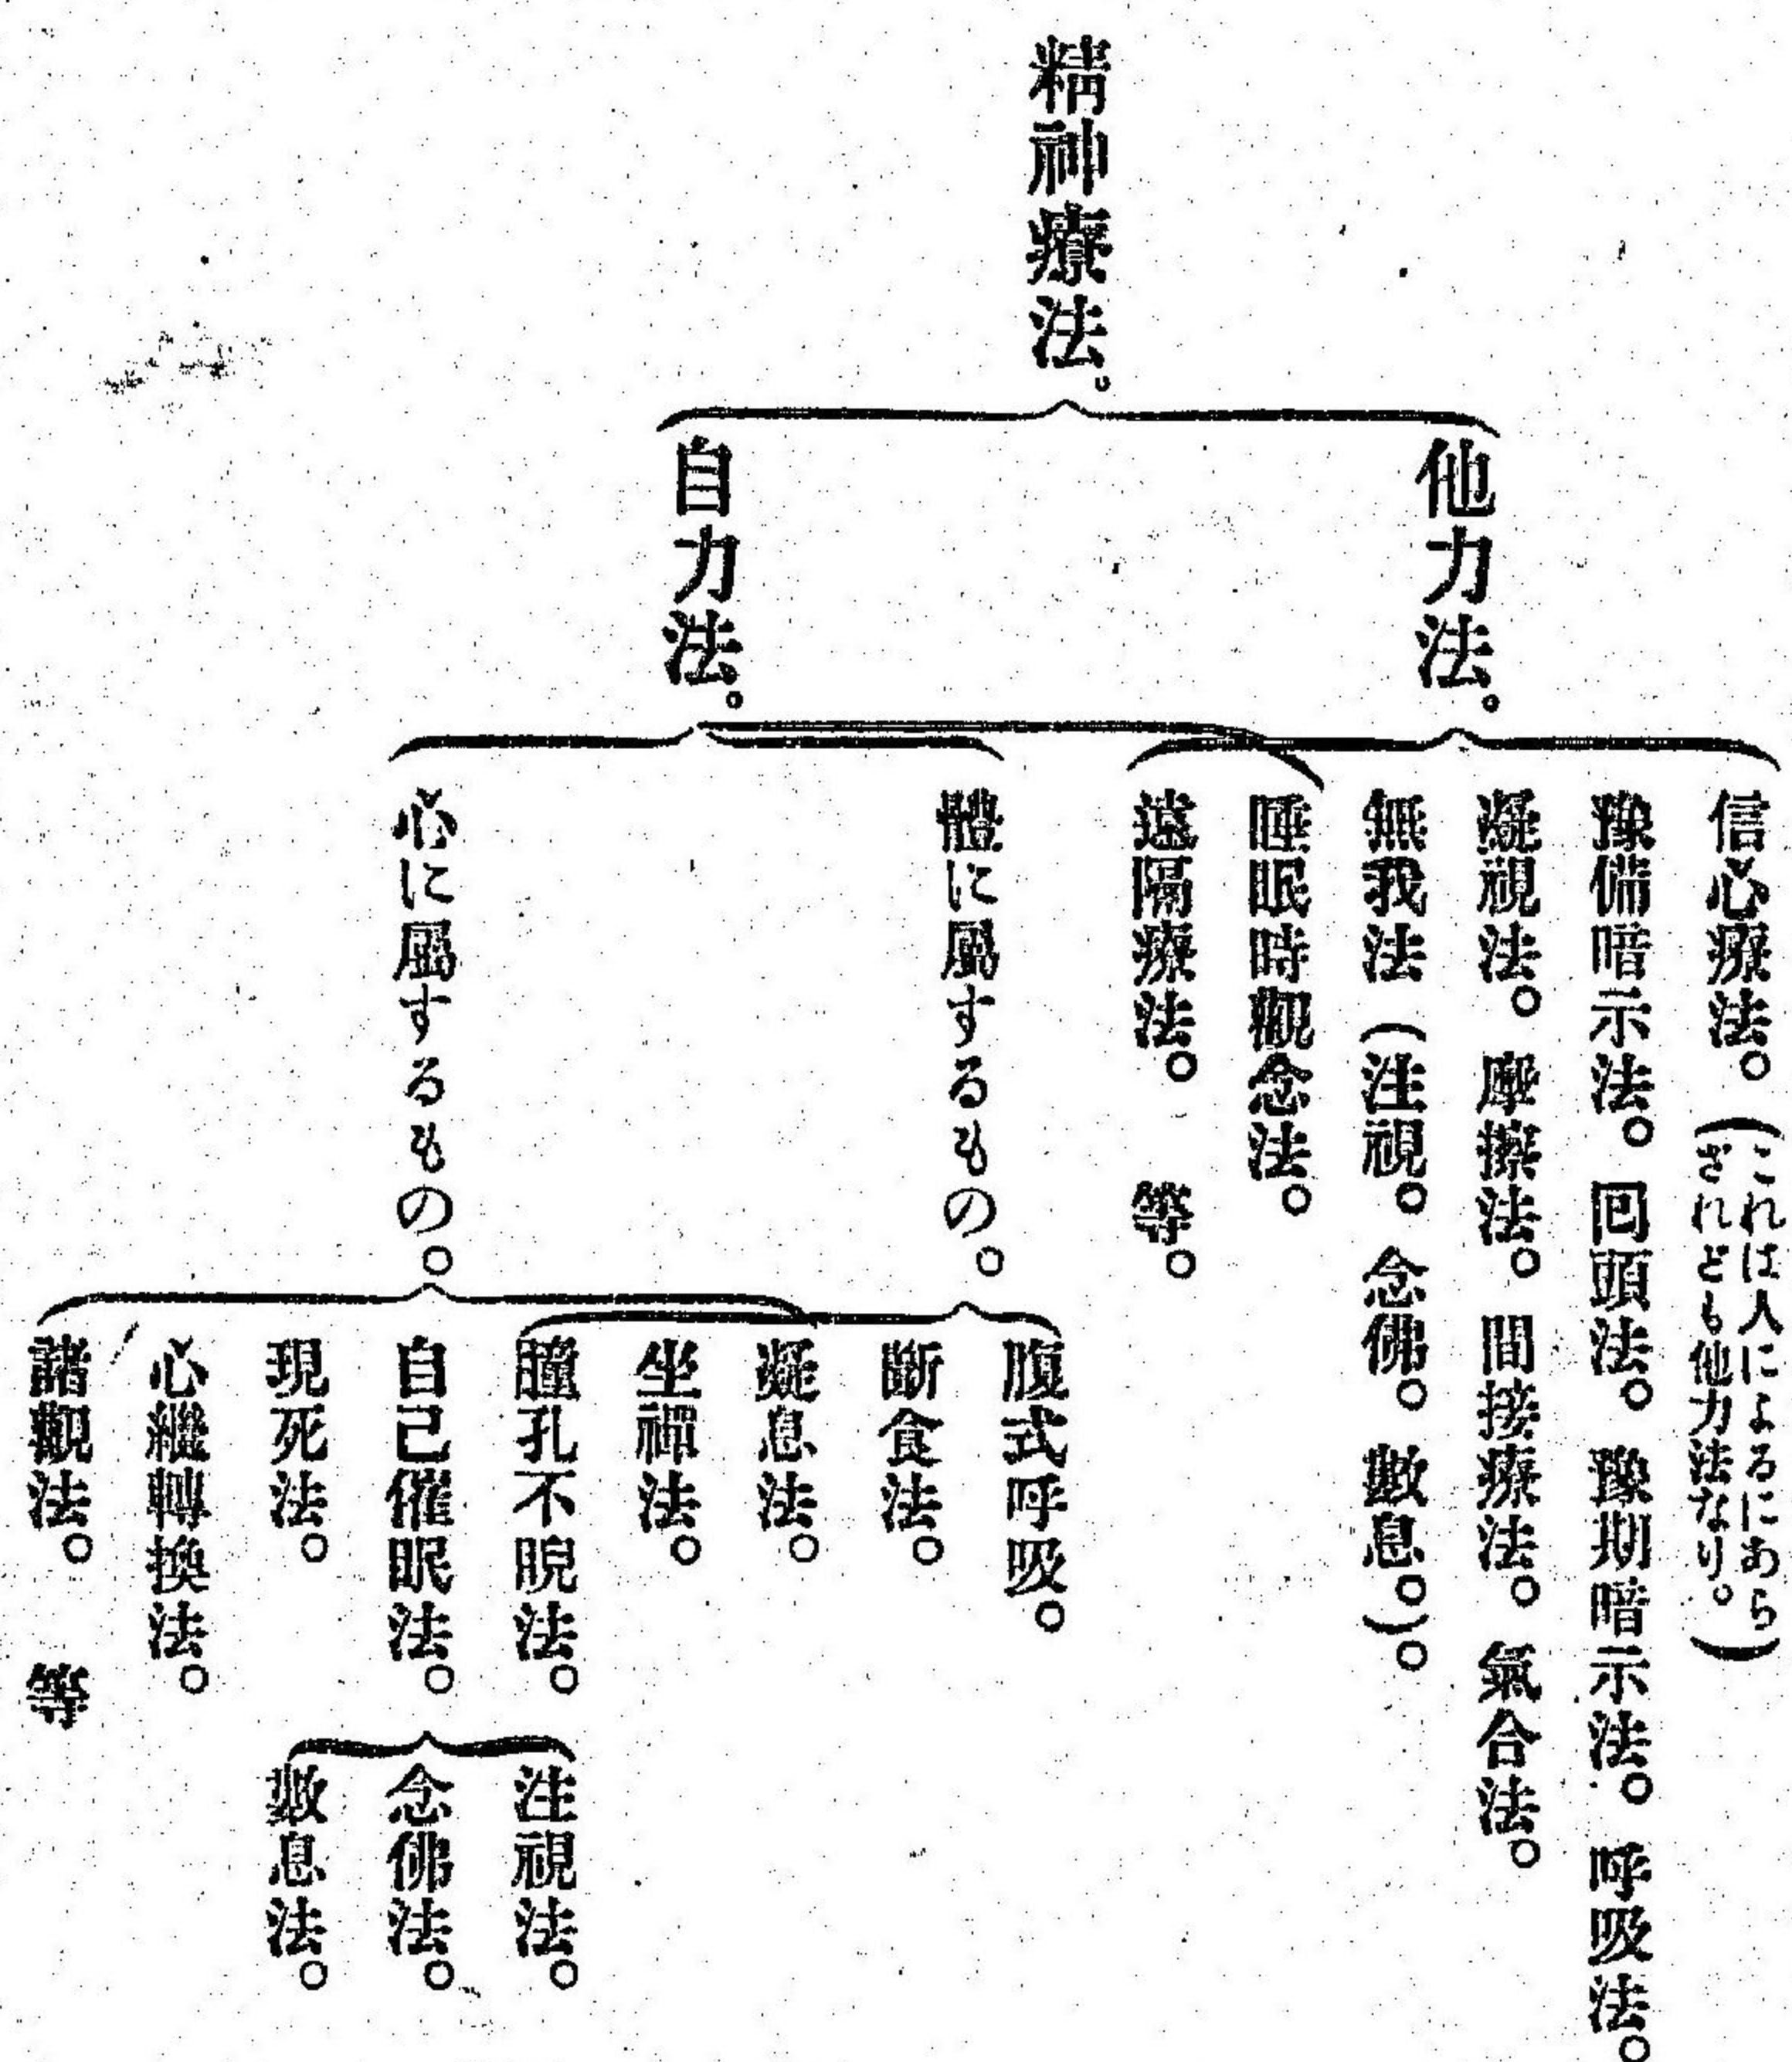 精神療法。
他力法。
信心療法。(これは人によるにあらざれども他力法なり。)
豫備暗示法。回頭法。豫期暗示法。呼吸法。
凝視法。摩擦法。間接療法。氣合法。
無我法(注視。念佛。數息。)。
睡眠時觀念法。
遠隔療法。 等。
自力法。
體に屬するもの。
腹式呼吸。
斷食法。
凝息法。
坐禪法。
瞳孔不睨法。
心に屬するもの。
自己催眠法。
注視法。
念佛法。
數息法。
現死法。
心繼轉換法。
諸觀法。 等